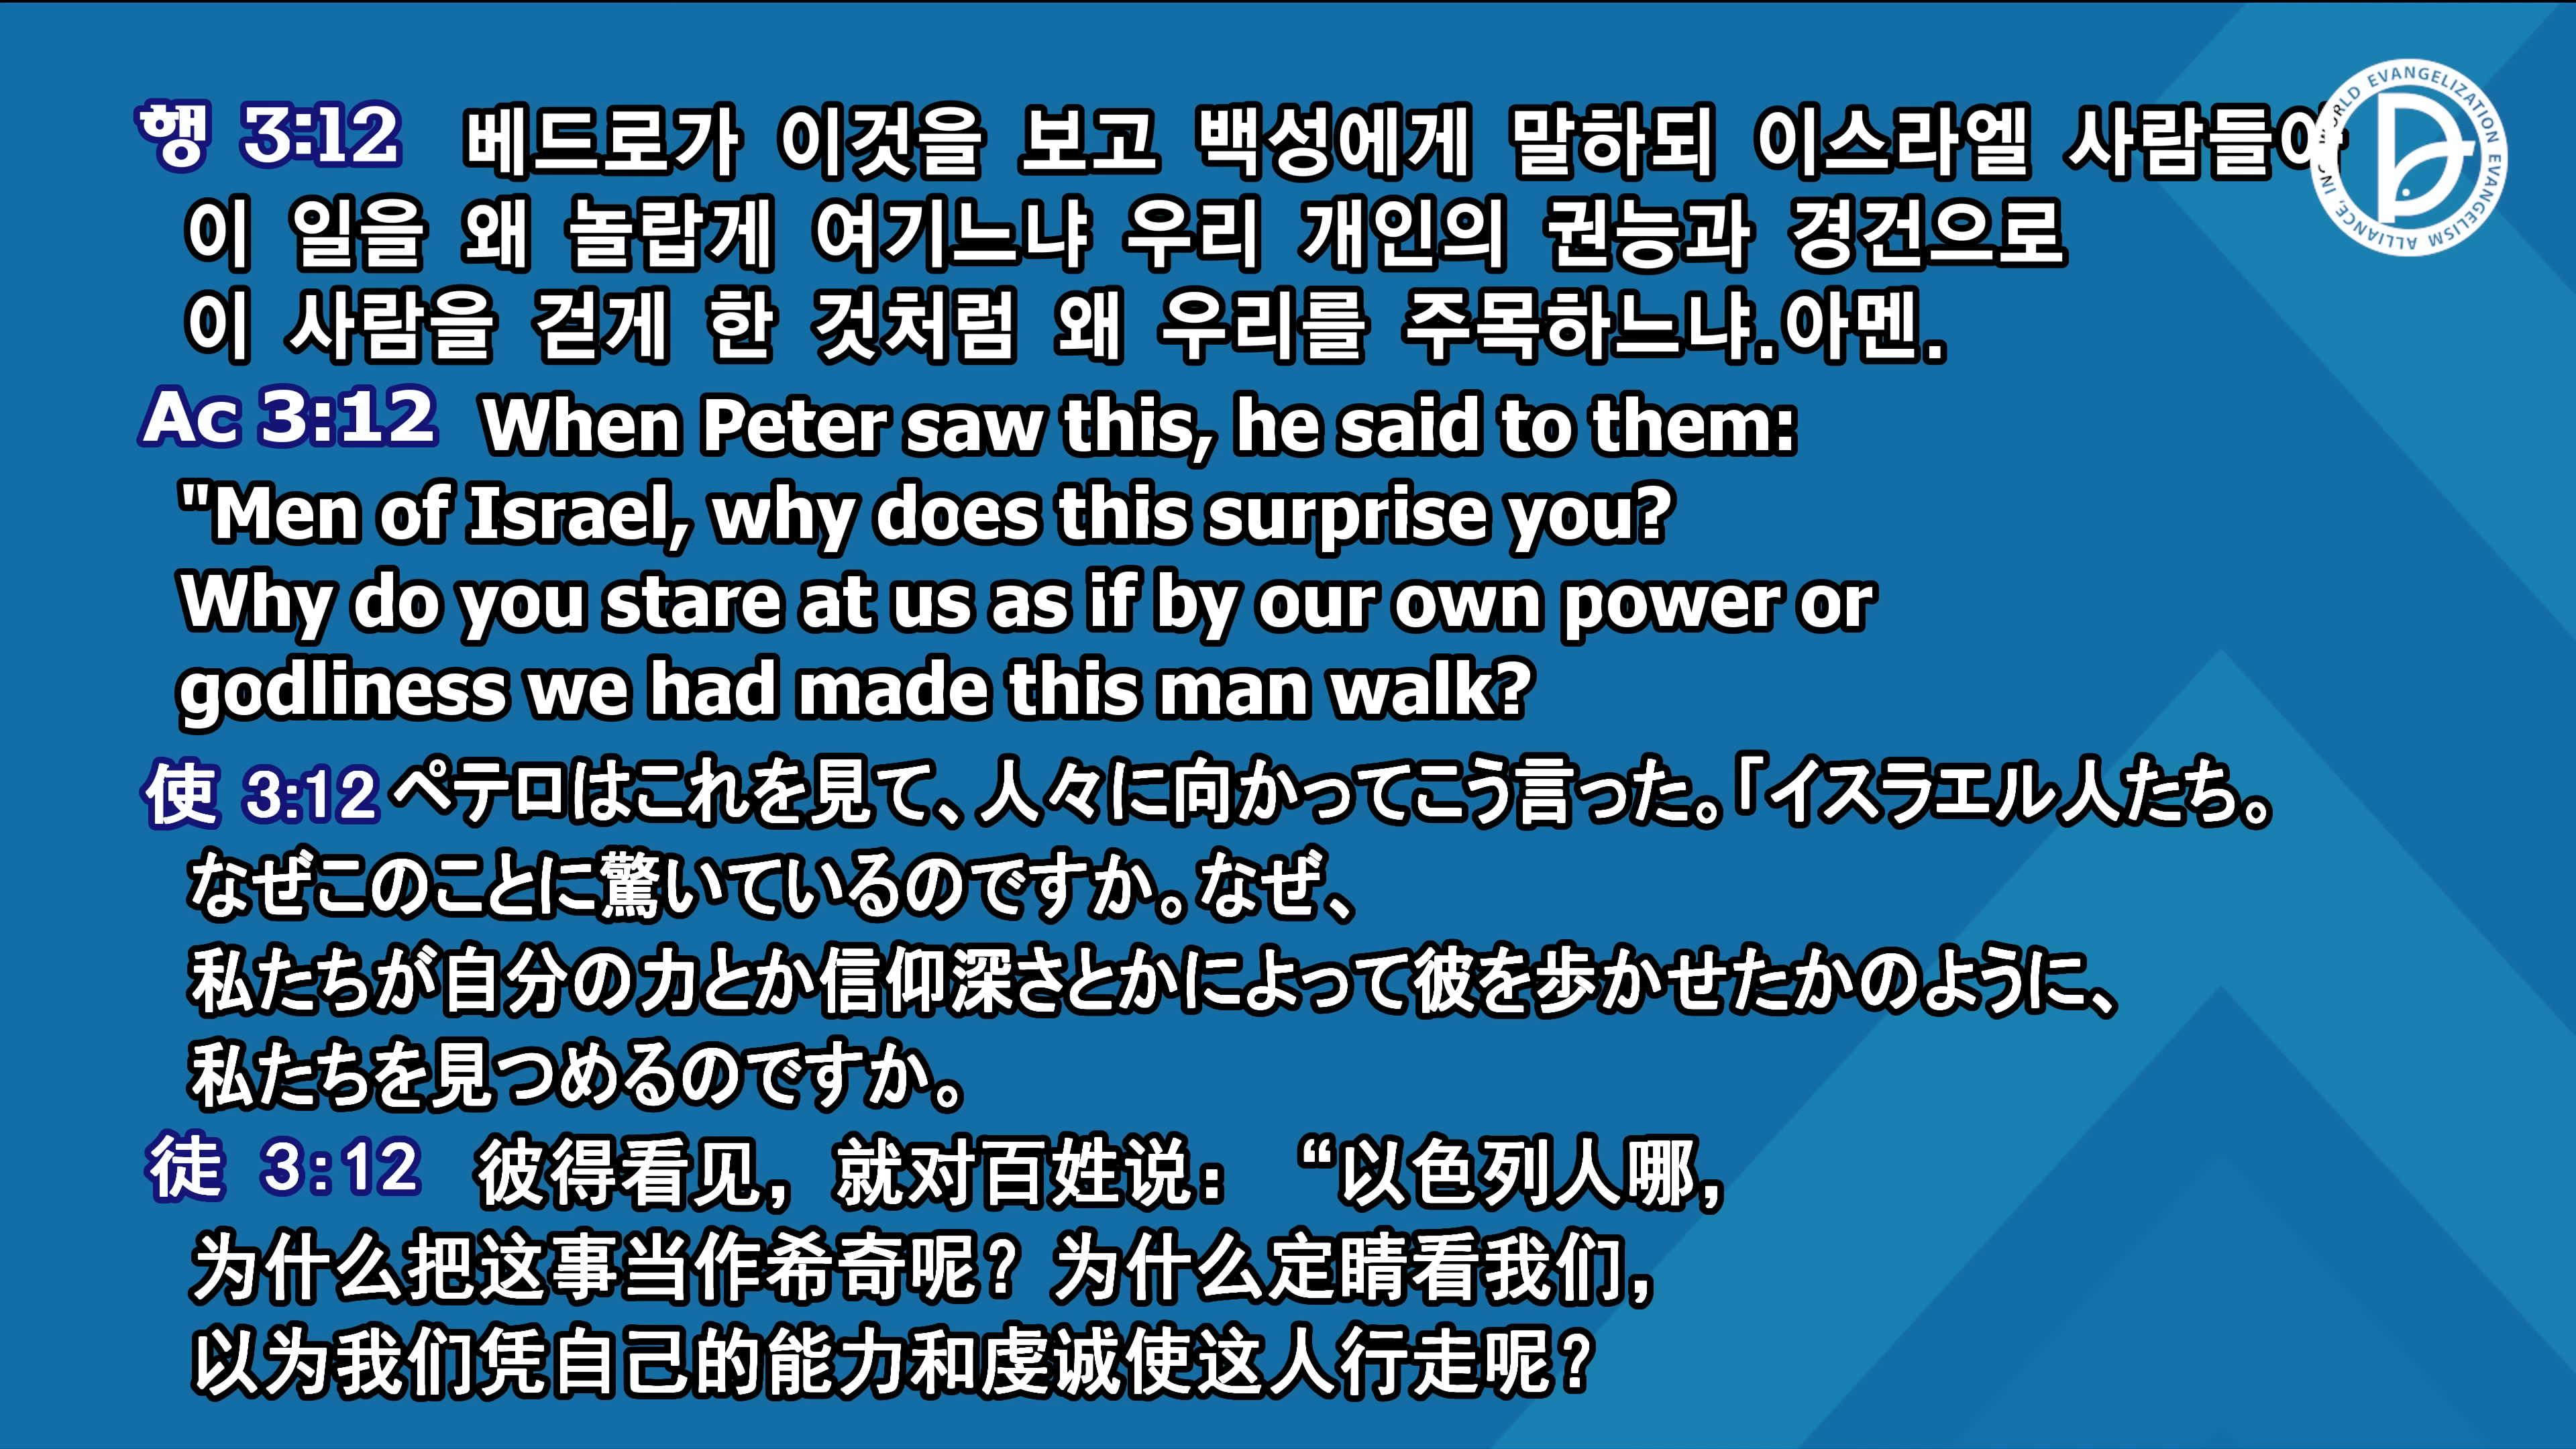 행 3:12 베드로가 이것을 보고 백성에게 말하되 이스라엘 사람들아
이 일을 왜 놀랍게 여기느냐 우리 개인의 권능과 경건으로
이 사람을 걷게 한 것처럼 왜 우리를 주목하느냐.아멘.
Ac 3:12 When Peter saw this, he said to them:
"Men of Israel, why does this surprise you?
Why do you stare at us as if by our own power or
godliness we had made this man walk?
使 3:12 ペテロはこれを見て、人々に向かってこう言った。「イスラエル人たち。
なぜこのことに驚いているのですか。なぜ、
私たちが自分の力とか信仰深さとかによって彼を歩かせたかのように、
私たちを見つめるのですか。
徒 3:12 彼得看见，就对百姓说：“以色列人哪，
为什么把这事当作希奇呢？为什么定睛看我们，
以为我们凭自己的能力和虔诚使这人行走呢？
EVANGELIZATION EVANGELISM ALLIANCE, INC